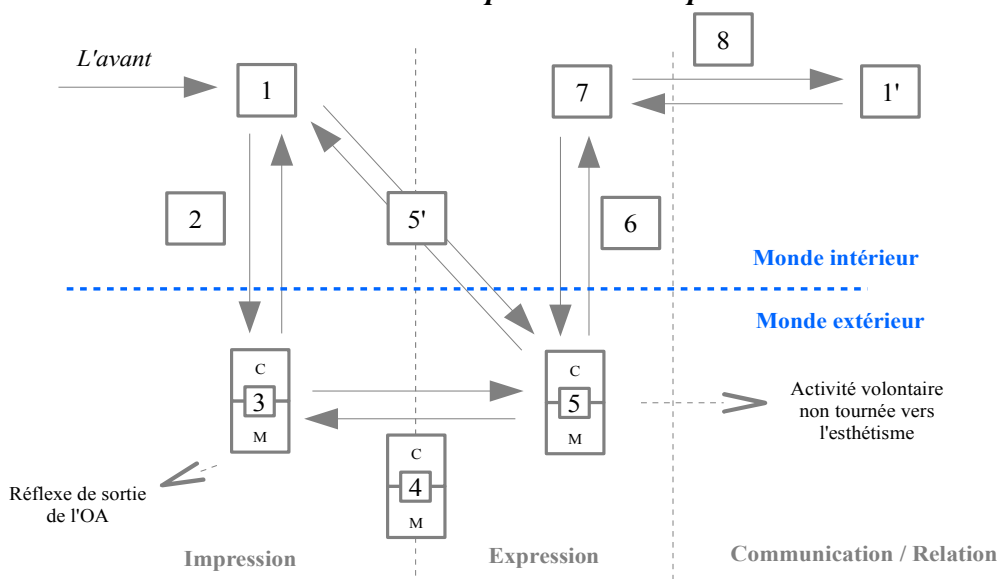 L'avant
8
1
7
1'
2
5'
6
Monde intérieur
Monde extérieur
C
3
M
C
5
M
Activité volontaire
non tournée vers
l'esthétisme
C
4
M
Réflexe de sortie
de l'OA
Impression
Expression
Communication / Relation